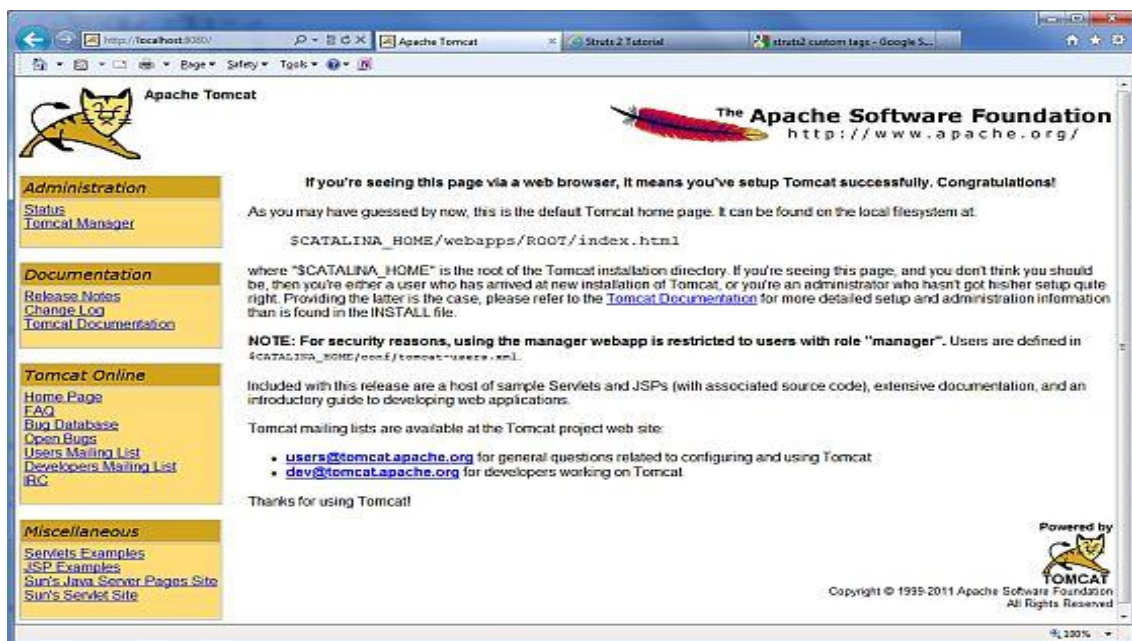 http://localhost:8080/
Apache Tomcat
Struts 2 Tutorial
struts2 custom tags - Google S...
Page
Safety
Tools
Apache Tomcat
The Apache Software Foundation
http://www.apache.org/
Administration
Status
Tomcat Manager
Documentation
Release Notes
Change Log
Tomcat Documentation
Tomcat Online
Home Page
FAQ
Bug Database
Open Bugs
Users Mailing List
Developers Mailing List
IRC
Miscellaneous
Servlets Examples
JSP Examples
Sun's Java Server Pages Site
Sun's Servlet Site
If you're seeing this page via a web browser, it means you've setup Tomcat successfully. Congratulations!
As you may have guessed by now, this is the default Tomcat home page. It can be found on the local filesystem at:
$CATALINA_HOME/webapps/ROOT/index.html
where "$CATALINA_HOME" is the root of the Tomcat installation directory. If you're seeing this page, and you don't think you should
be, then you're either a user who has arrived at new installation of Tomcat, or you're an administrator who hasn't got his/her setup quite
right. Providing the latter is the case, please refer to the Tomcat Documentation for more detailed setup and administration information
than is found in the INSTALL file.
NOTE: For security reasons, using the manager webapp is restricted to users with role "manager". Users are defined in
$CATALINA_HOME/conf/tomcat-users.xml.
Included with this release are a host of sample Servlets and JSPs (with associated source code), extensive documentation, and an
introductory guide to developing web applications.
Tomcat mailing lists are available at the Tomcat project web site:
• users@tomcat.apache.org for general questions related to configuring and using Tomcat
• dev@tomcat.apache.org for developers working on Tomcat
Thanks for using Tomcat!
Powered by
TOMCAT
Copyright © 1999-2011 Apache Software Foundation
All Rights Reserved
100%